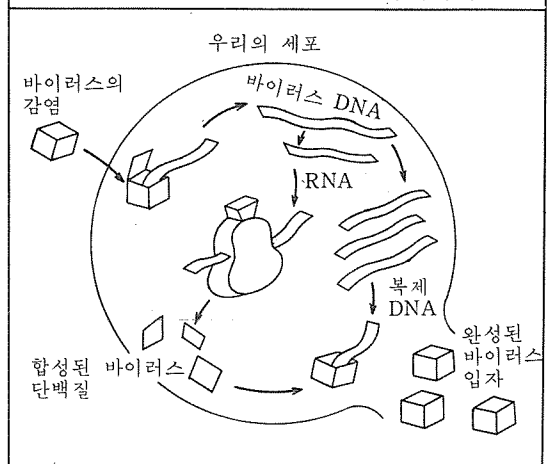 우리의 세포
바이러스의
감염
바이러스 DNA
RNA
복제
DNA
합성된 바이러스
단백질
완성된
바이러스
입자